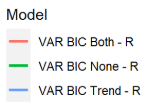 Model
VAR BIC Both - R
VAR BIC None - R
VAR BIC Trend - R